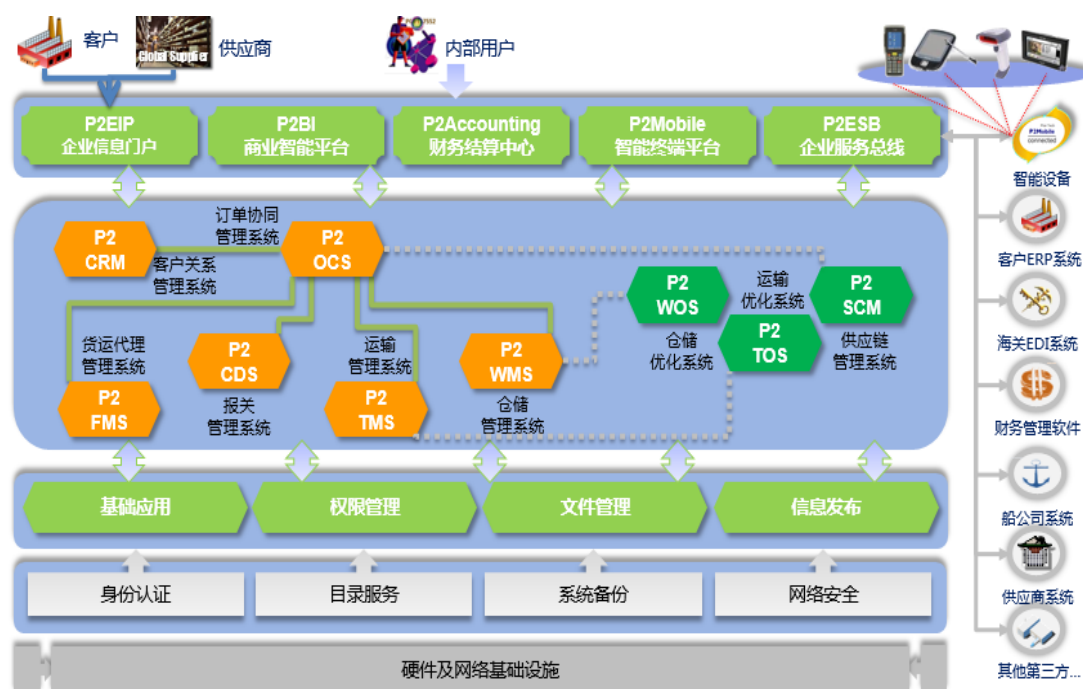 客户
Global Supplier
供应商
内部用户
P2EIP
企业信息门户
P2BI
商业智能平台
P2Accounting
财务结算中心
P2Mobile
智能终端平台
P2ESB
企业服务总线
P2Mobile
connected
智能设备
订单协同
管理系统
P2
CRM
P2
OCS
客户关系
管理系统
P2
WOS
运输
优化系统
P2
SCM
货运代理
管理系统
P2
CDS
运输
管理系统
P2
WMS
仓储
优化系统
P2
TOS
供应链
管理系统
P2
FMS
报关
管理系统
P2
TMS
仓储
管理系统
客户ERP系统
海关EDI系统
财务管理软件
船公司系统
供应商系统
其他第三方...
基础应用
权限管理
文件管理
信息发布
身份认证
目录服务
系统备份
网络安全
硬件及网络基础设施